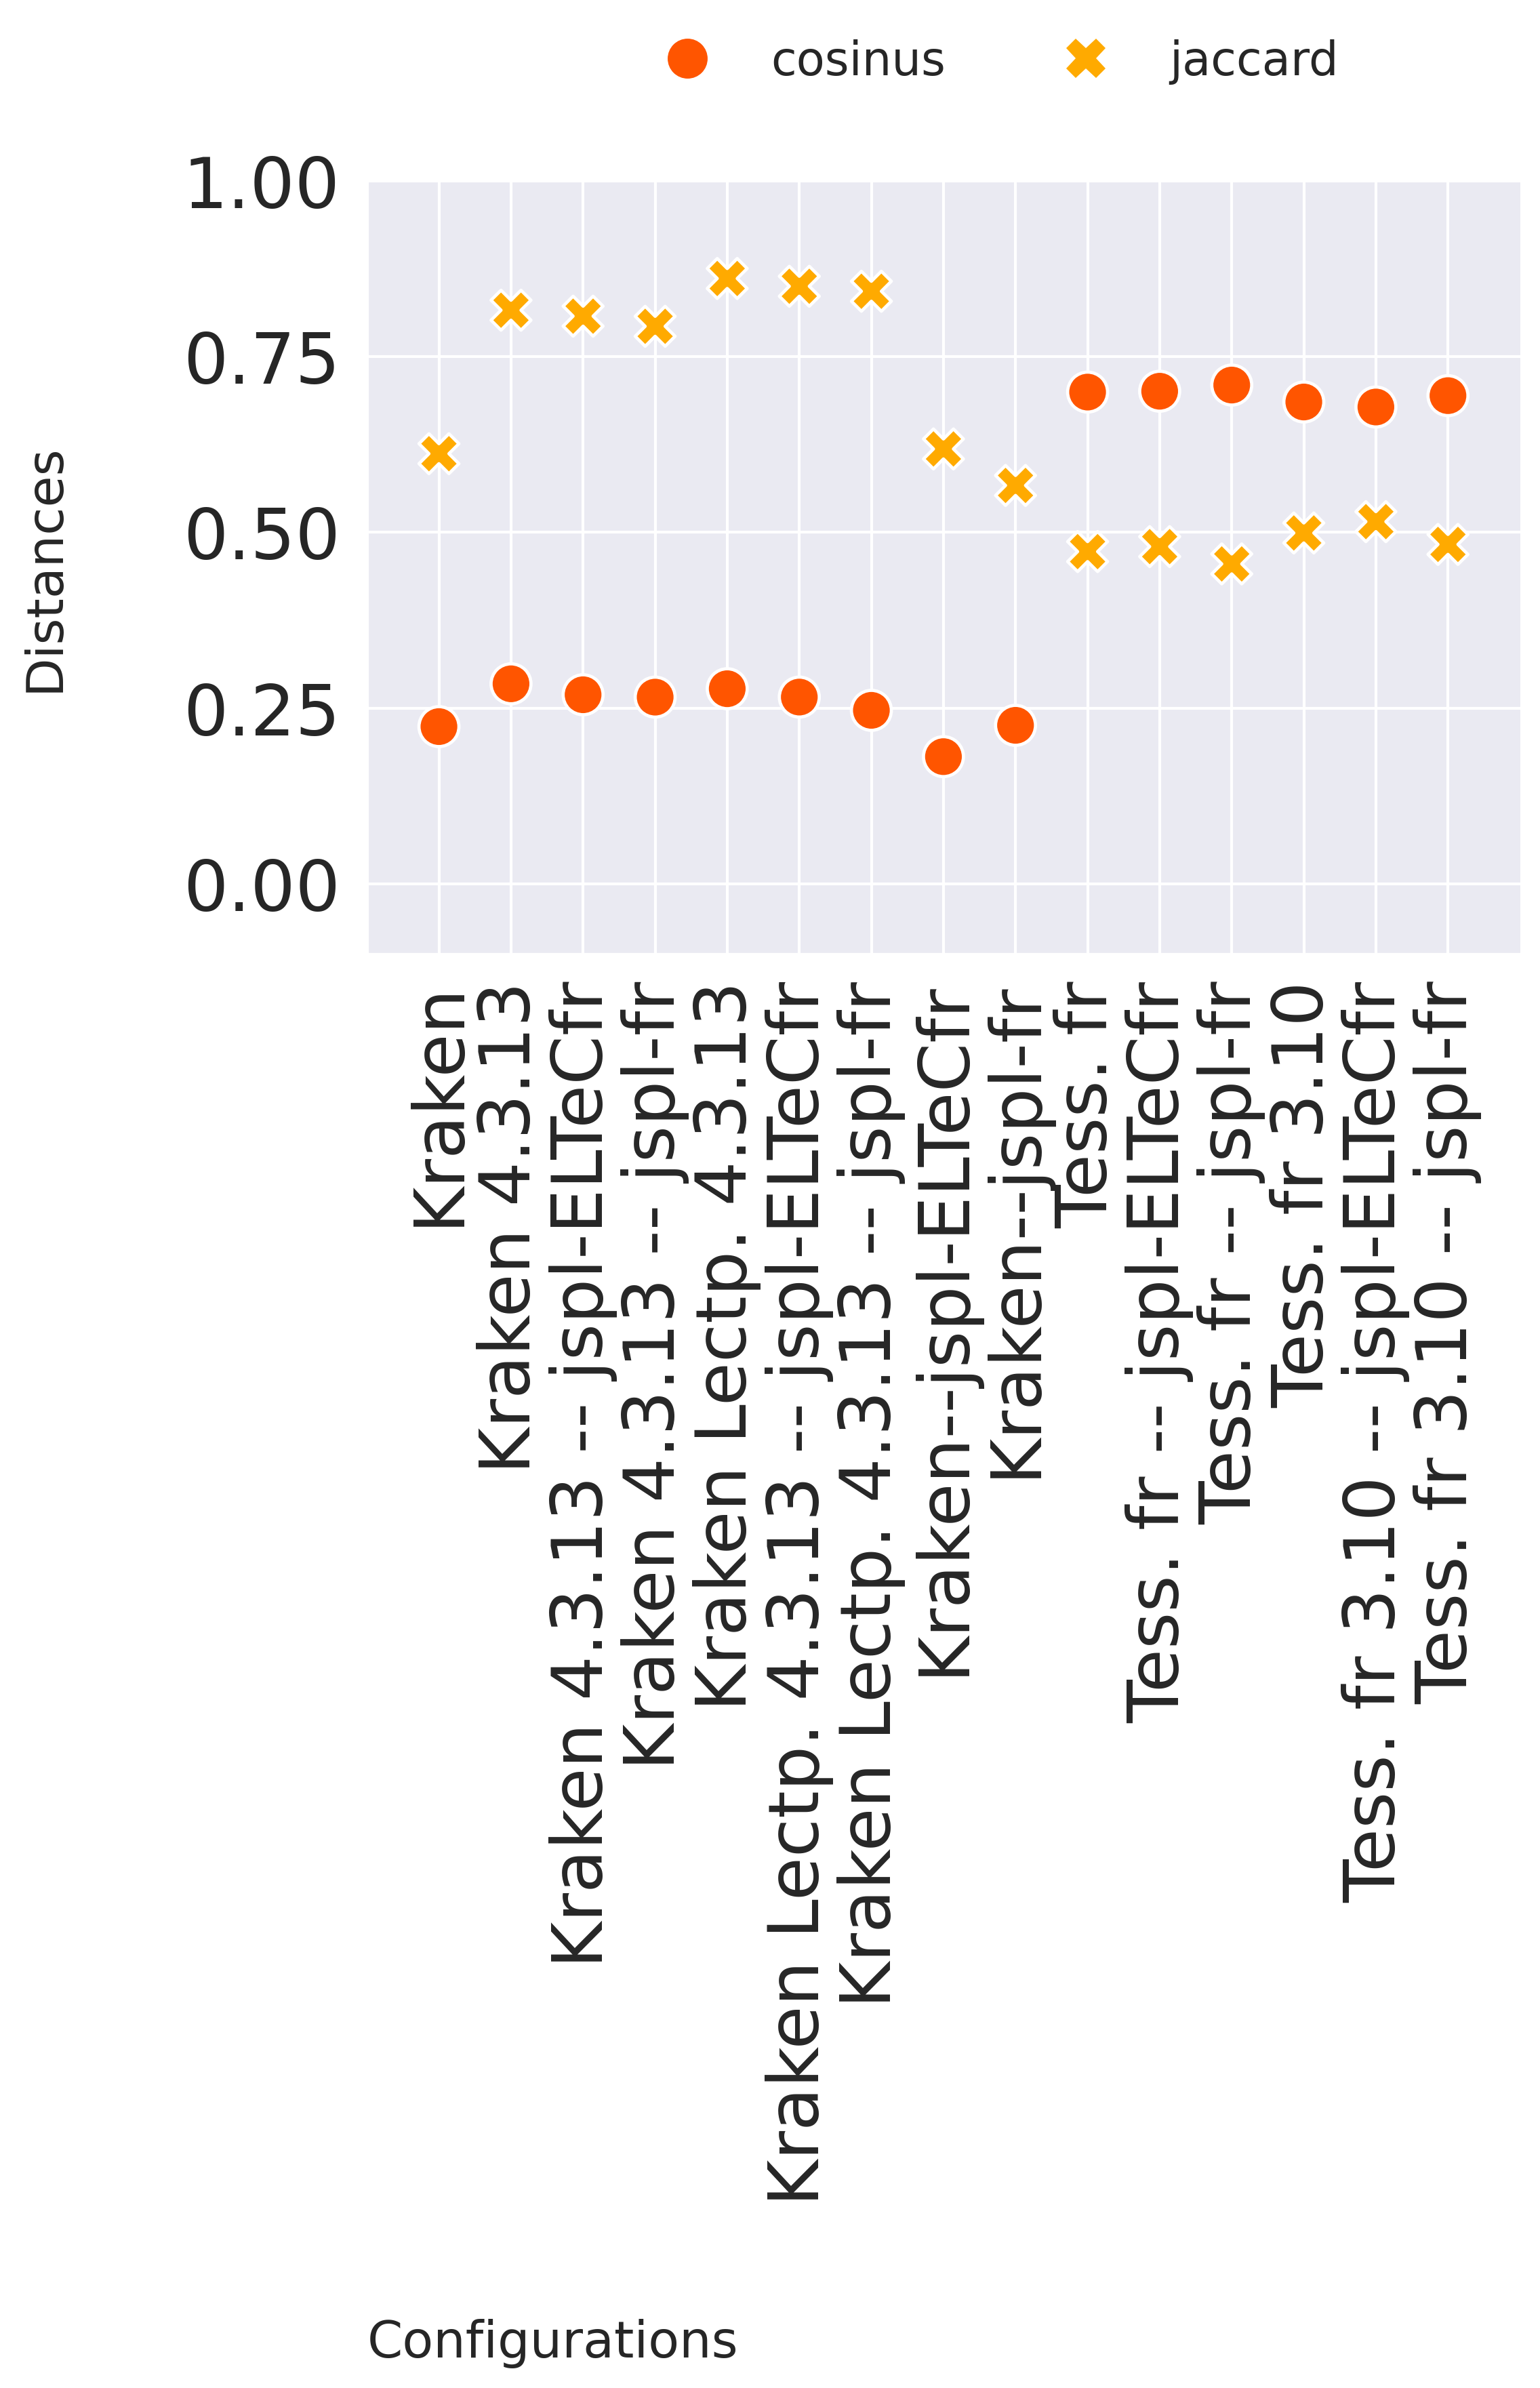 cosinus
jaccard
1.00
0.75
0.50
0.25
0.00
Distances
Kraken
Kraken 4.3.13
Kraken 4.3.13 -- jspl-ELTeCfr
Kraken 4.3.13 -- jspl-fr
Kraken Lectp. 4.3.13
Kraken Lectp. 4.3.13 -- jspl-ELTeCfr
Kraken Lectp. 4.3.13 -- jspl-fr
Kraken--jspl-ELTeCfr
Kraken--jspl-fr
Tess. fr
Tess. fr -- jspl-ELTeCfr
Tess. fr -- jspl-fr
Tess. fr 3.10
Tess. fr 3.10 -- jspl-ELTeCfr
Tess. fr 3.10 -- jspl-fr
Configurations